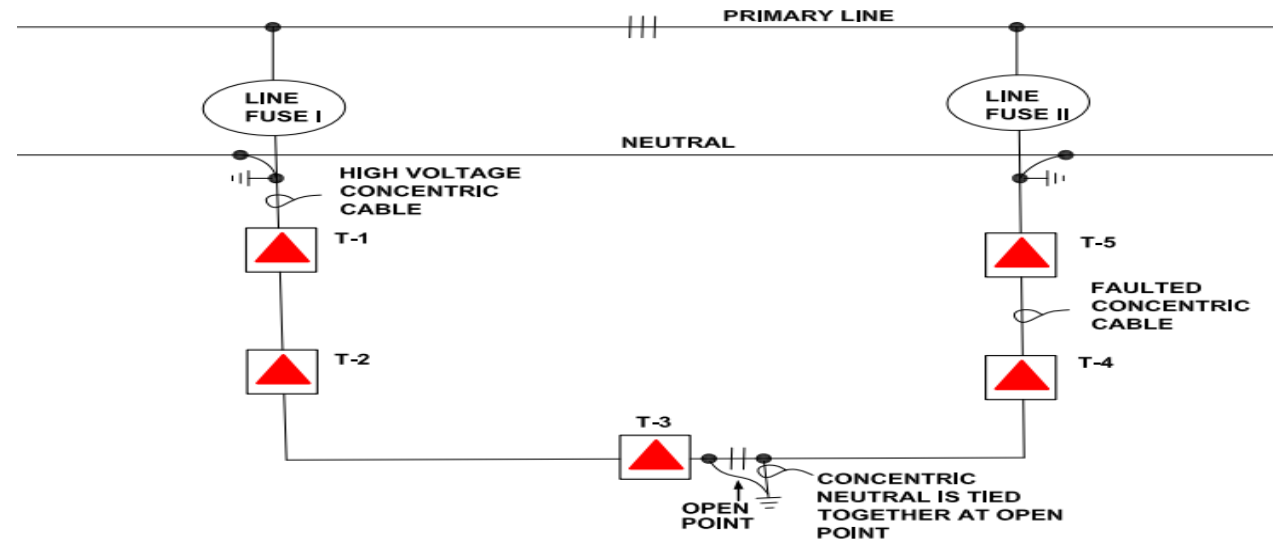 PRIMARY LINE
LINE
FUSE I
LINE
FUSE II
NEUTRAL
HIGH VOLTAGE
CONCENTRIC
CABLE
T-1
T-5
FAULTED
CONCENTRIC
CABLE
T-2
T-4
T-3
CONCENTRIC
NEUTRAL IS TIED
TOGETHER AT OPEN
POINT
OPEN
POINT